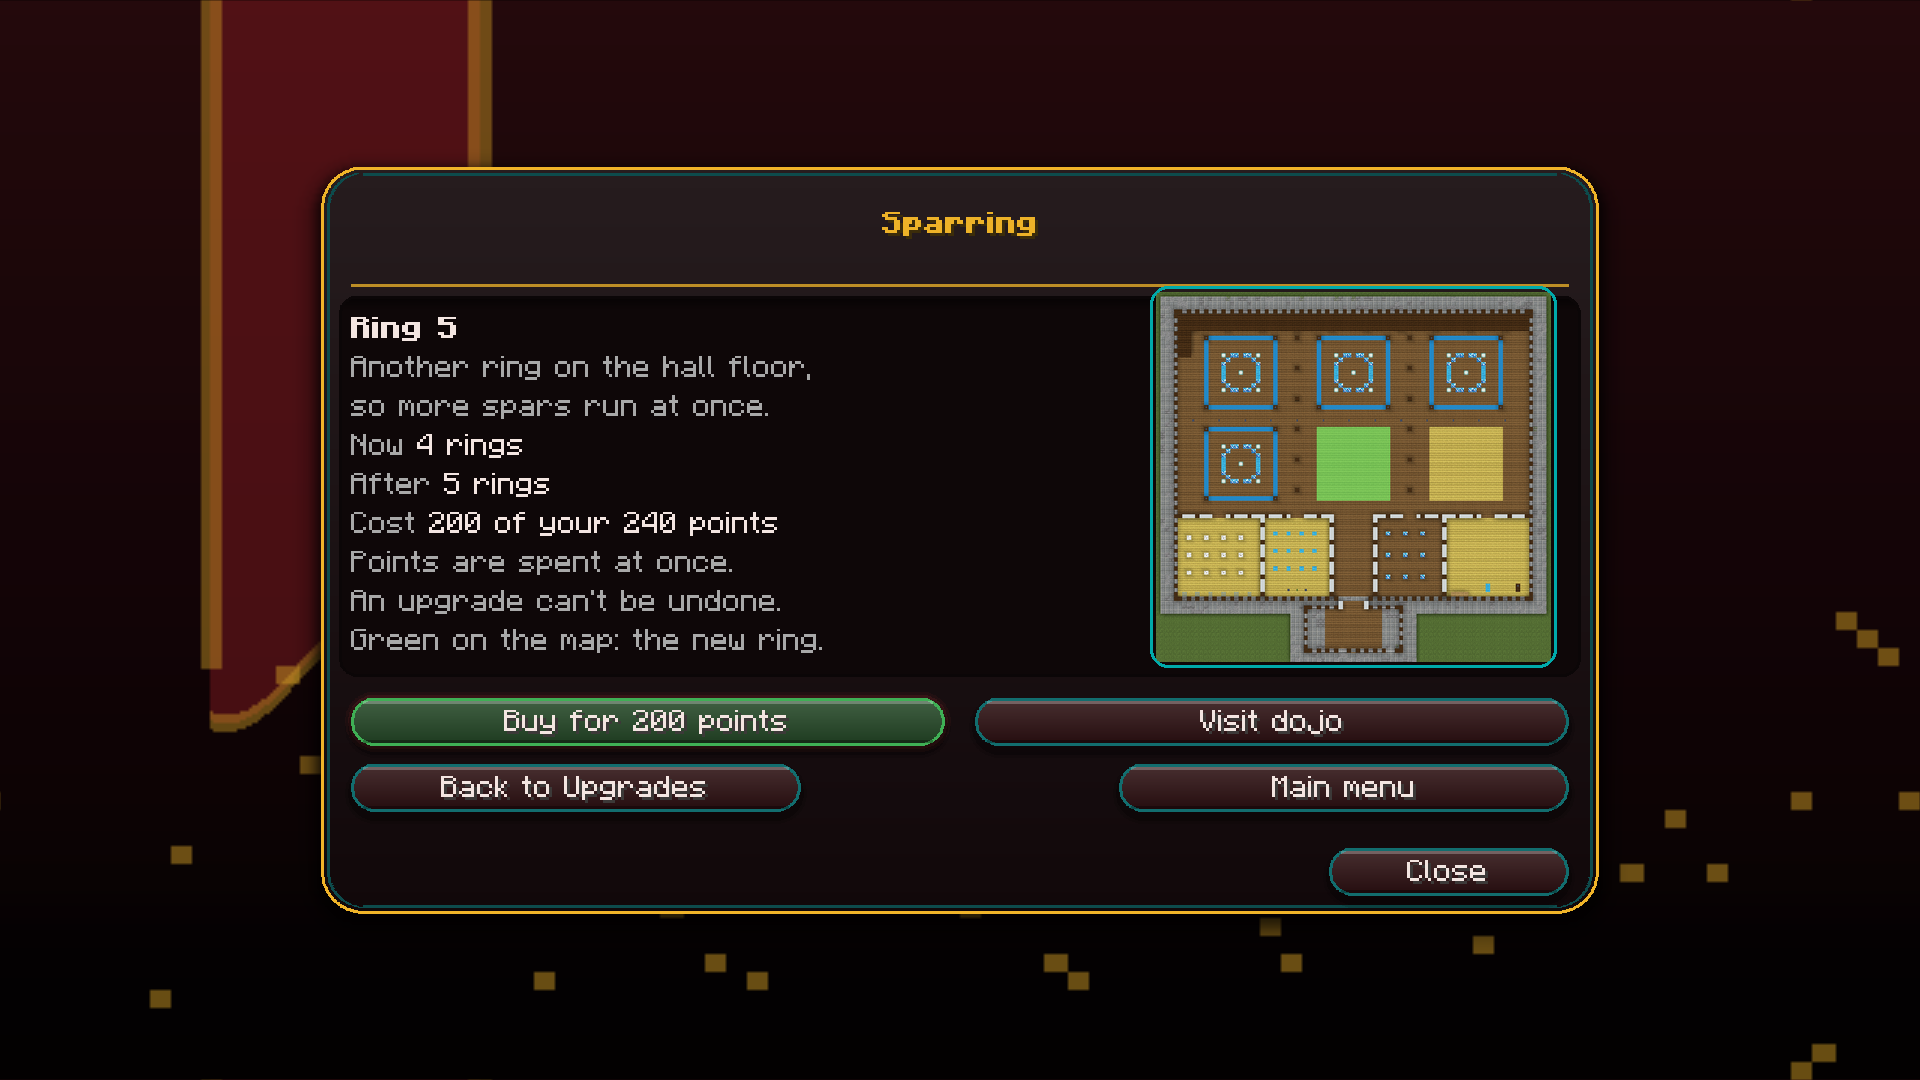 Sparring
Ring 5
Another ring on the hall floor,
so more spars run at once.
Now 4 rings
After 5 rings
Cost 200 of your 240 points
Points are spent at once.
An upgrade can't be undone.
Green on the map: the new ring.
Buy for 200 points
Visit dojo
Back to Upgrades
Main menu
Close